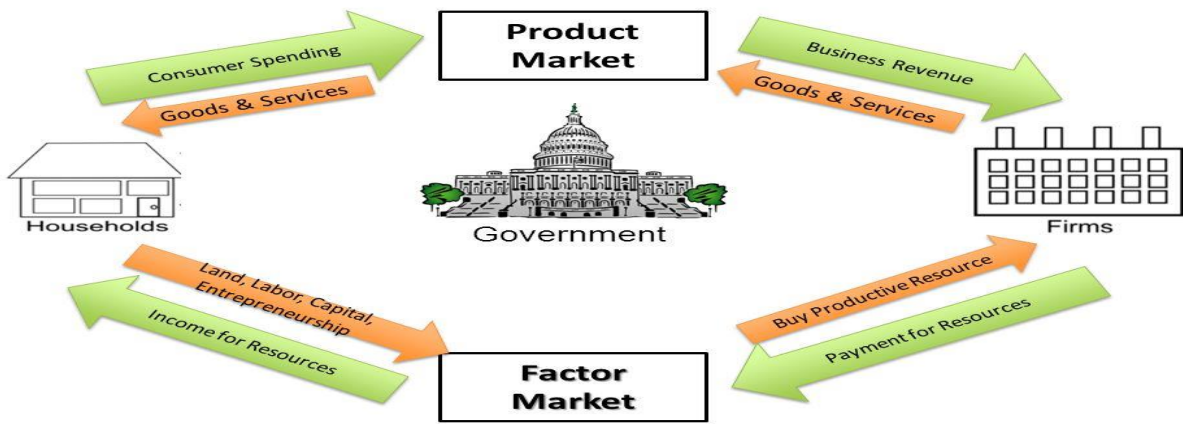 Product
Market
Consumer Spending
Goods & Services
Business Revenue
Goods & Services
Households
Government
Firms
Land, Labor, Capital,
Entrepreneurship
Income for Resources
Buy Productive Resource
Payment for Resources
Factor
Market